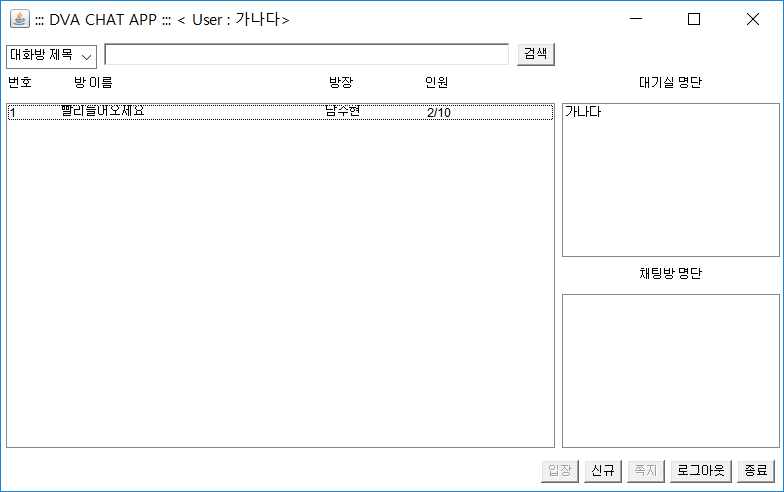 ::: DVA CHAT APP ::: < User : 가나다>
대화방 제목 검색
번호 방 이름 방장 인원 대기실 명단
1 빨리들어오세요 남수현 2/10
가나다
채팅방 명단
입장 신규 쪽지 로그아웃 종료